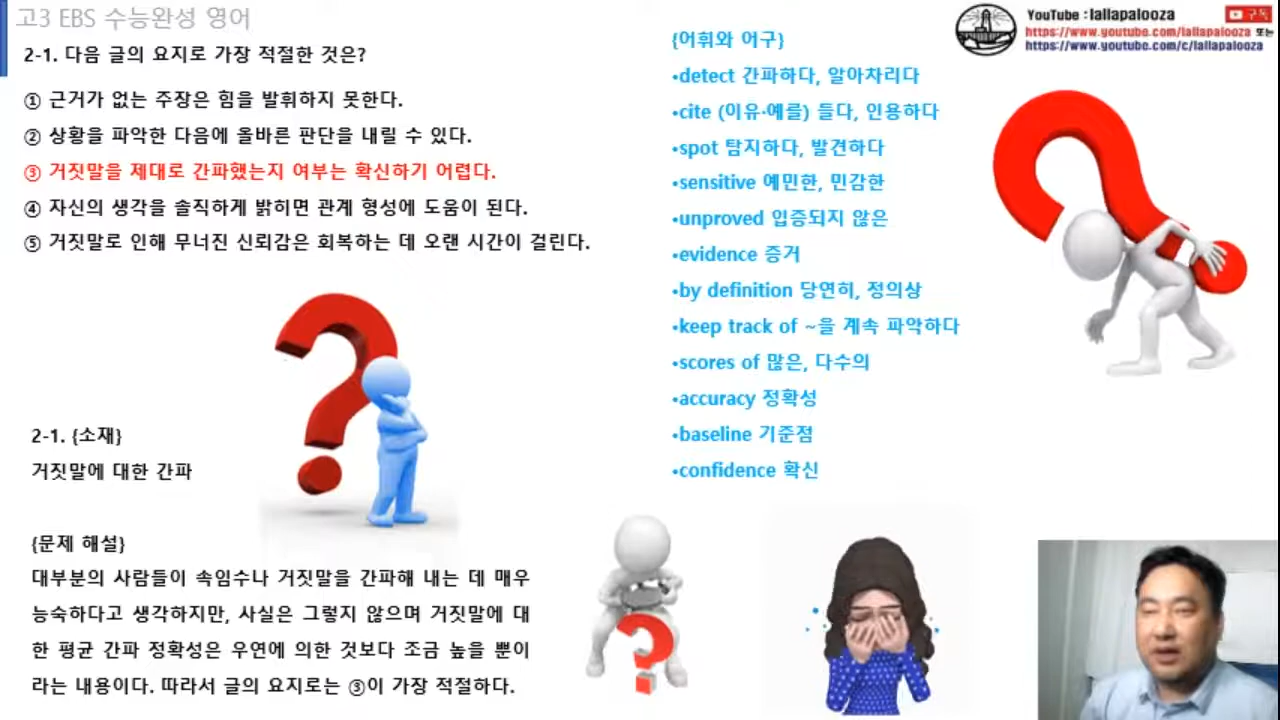 고3 EBS 수능완성 영어
2-1. 다음 글의 요지로 가장 적절한 것은?
① 근거가 없는 주장은 힘을 발휘하지 못한다.
② 상황을 파악한 다음에 올바른 판단을 내릴 수 있다.
③ 거짓말을 제대로 간파했는지 여부는 확신하기 어렵다.
④ 자신의 생각을 솔직하게 밝히면 관계 형성에 도움이 된다.
⑤ 거짓말로 인해 무너진 신뢰감은 회복하는 데 오랜 시간이 걸린다.
2-1. {소재}
거짓말에 대한 간파
{문제 해설}
대부분의 사람들이 속임수나 거짓말을 간파해 내는 데 매우
능숙하다고 생각하지만, 사실은 그렇지 않으며 거짓말에 대
한 평균 간파 정확성은 우연에 의한 것보다 조금 높을 뿐이
라는 내용이다. 따라서 글의 요지로는 ③이 가장 적절하다.
{어휘와 어구}
•detect 간파하다, 알아차리다
•cite (이유·예를) 들다, 인용하다
•spot 탐지하다, 발견하다
•sensitive 예민한, 민감한
•unproved 입증되지 않은
•evidence 증거
•by definition 당연히, 정의상
•keep track of ~을 계속 파악하다
•scores of 많은, 다수의
•accuracy 정확성
•baseline 기준점
•confidence 확신
YouTube : lallapalooza
구독
https://www.youtube.com/lallapalooza 또는
https://www.youtube.com/c/lallapalooza